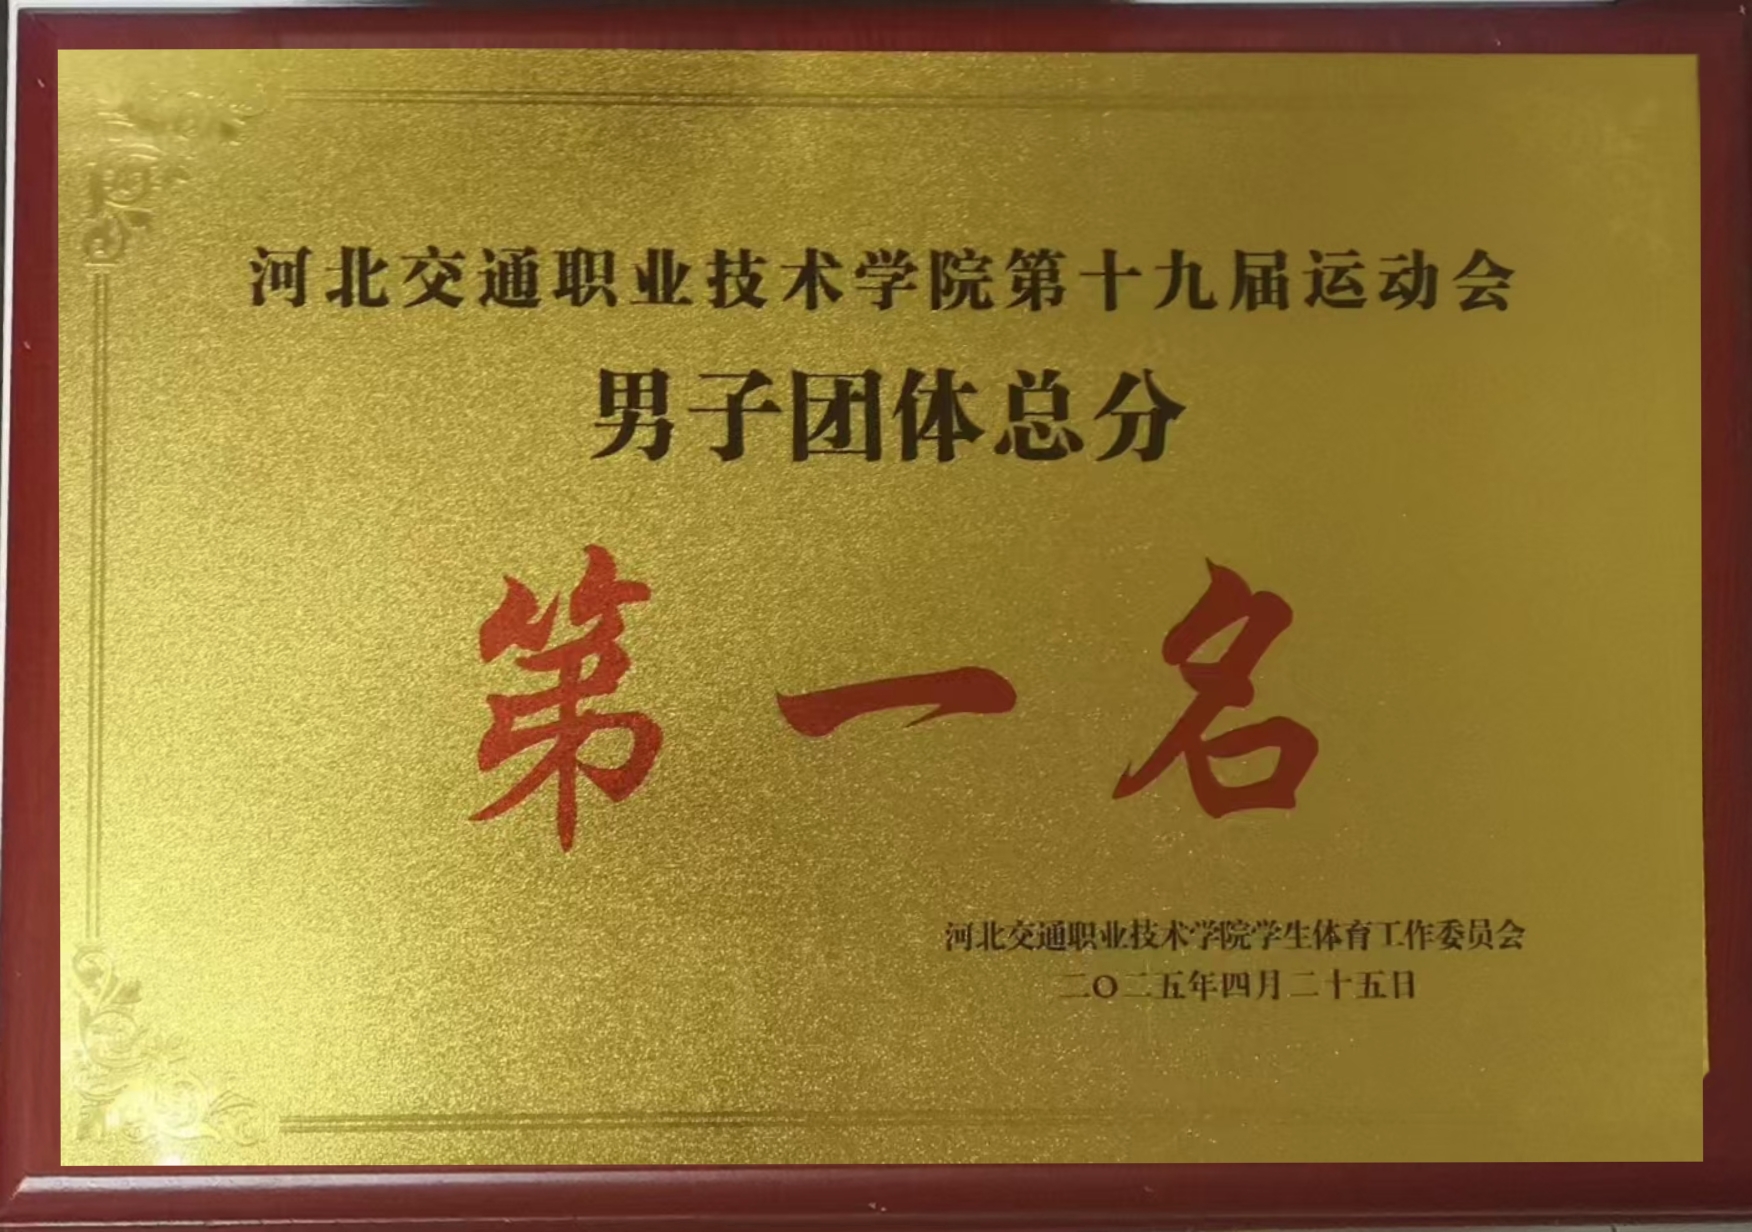 河北交通职业技术学院第十九届运动会
男子团体总分
第一名
河北交通职业技术学院学生体育工作委员会
二〇二五年四月二十五日